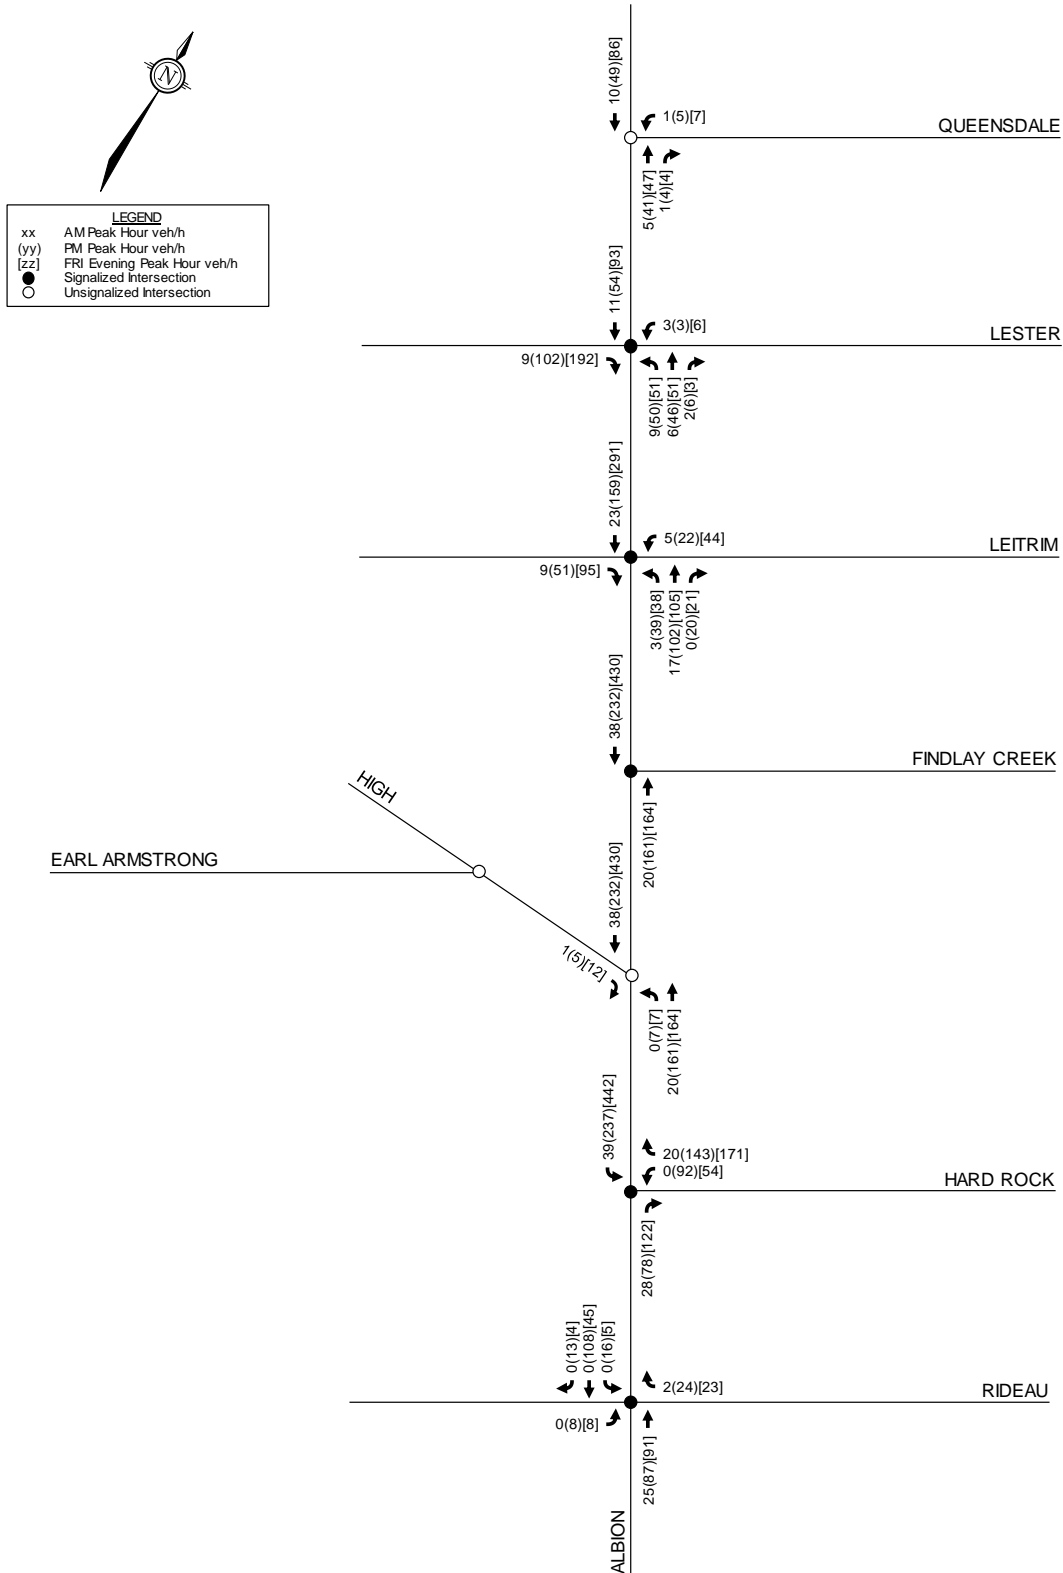 N
LEGEND
xx AM Peak Hour veh/h
(yy) PM Peak Hour veh/h
[zz] FRI Evening Peak Hour veh/h
Signalized Intersection
Unsignalized Intersection
10(49)[86]
1(5)[7]
QUEENSDALE
5(41)[47]
1(4)[4]
11(54)[93]
3(3)[6]
LESTER
9(102)[192]
9(50)[51]
6(46)[51]
2(6)[3]
23(159)[291]
5(22)[44]
LEITRIM
9(51)[95]
3(39)[38]
17(102)[105]
0(20)[21]
38(232)[430]
FINDLAY CREEK
20(161)[164]
HIGH
EARL ARMSTRONG
38(232)[430]
1(5)[12]
0(7)[7]
20(161)[164]
39(237)[442]
20(143)[171]
0(92)[54]
HARD ROCK
28(78)[122]
0(13)[4]
0(108)[45]
0(16)[5]
2(24)[23]
RIDEAU
0(8)[8]
25(87)[91]
ALBION